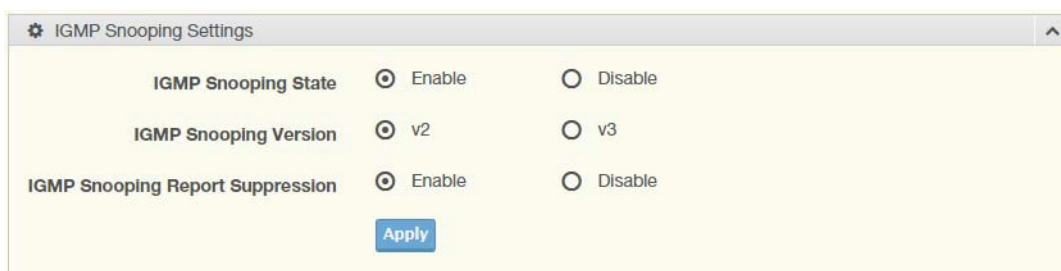 IGMP Snooping Settings
IGMP Snooping State Enable Disable
IGMP Snooping Version v2 v3
IGMP Snooping Report Suppression Enable Disable
Apply